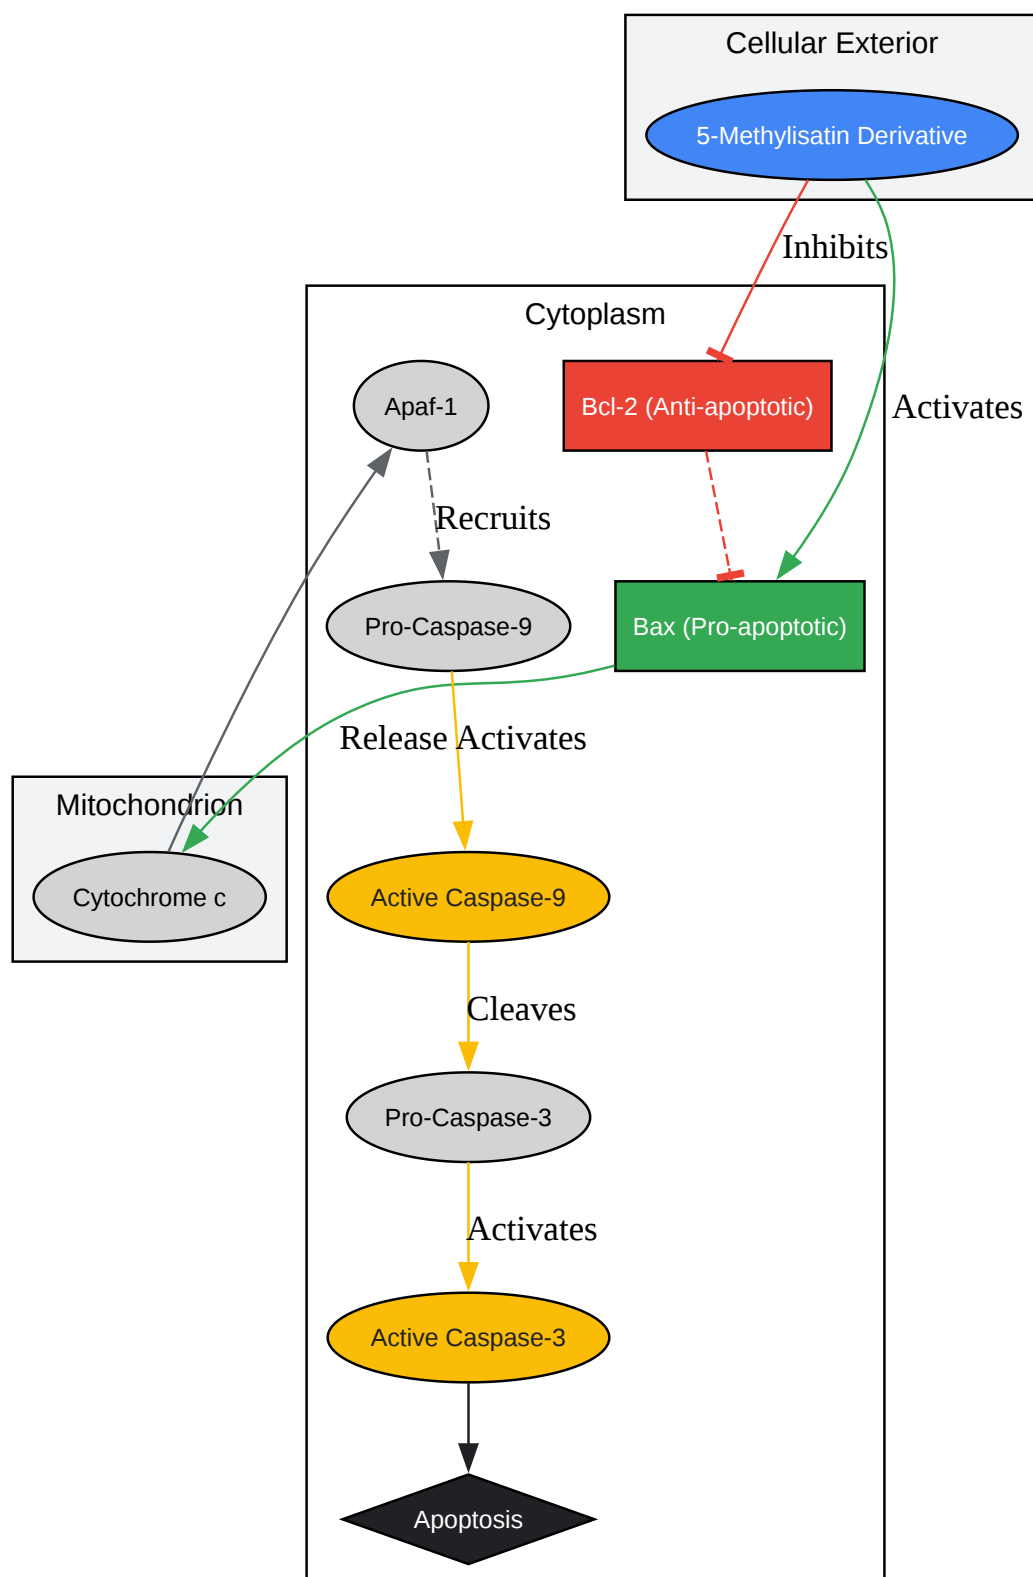 Cellular Exterior
5-Methylisatin Derivative
Inhibits
Cytoplasm
Apaf-1
Bcl-2 (Anti-apoptotic)
Activates
Recruits
Pro-Caspase-9
Bax (Pro-apoptotic)
Release
Activates
Mitochondrion
Cytochrome c
Active Caspase-9
Cleaves
Pro-Caspase-3
Activates
Active Caspase-3
Apoptosis